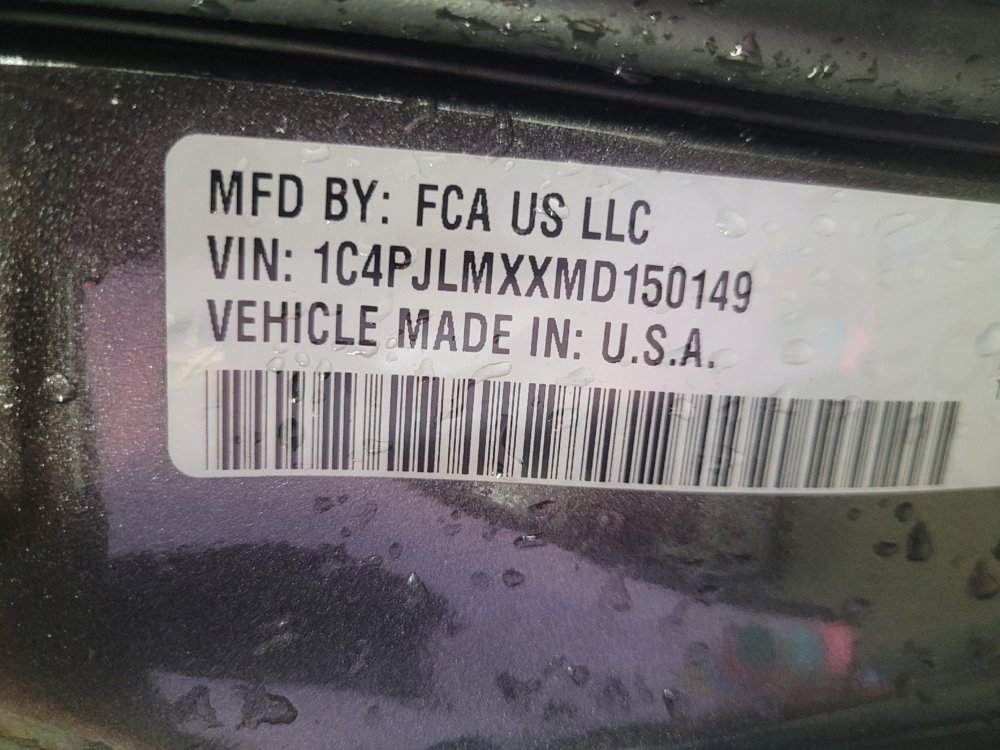 MFD BY: FCA US LLC
VIN: 1C4PJLMXXMD150149
VEHICLE MADE IN: U.S.A.